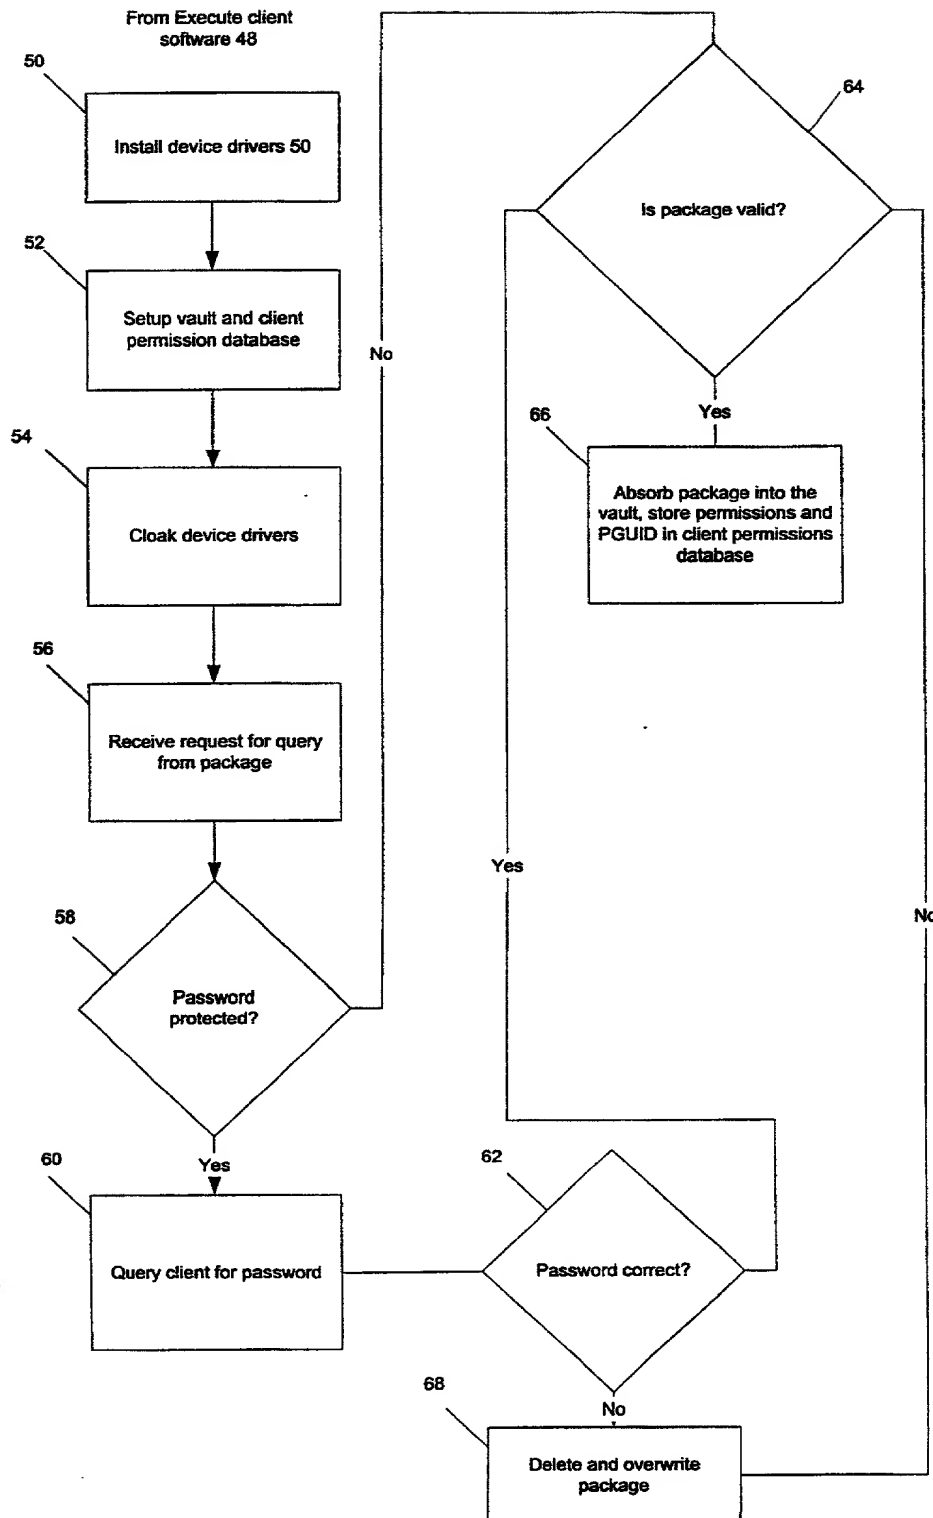 From Execute client
software 48
50
Install device drivers 50
52
Setup vault and client
permission database
54
Cloak device drivers
56
Receive request for query
from package
58
Password
protected?
No
Yes
60
Query client for password
62
Password correct?
Yes
No
64
Is package valid?
Yes
No
66
Absorb package into the
vault, store permissions and
PGUID in client permissions
database
68
Delete and overwrite
package